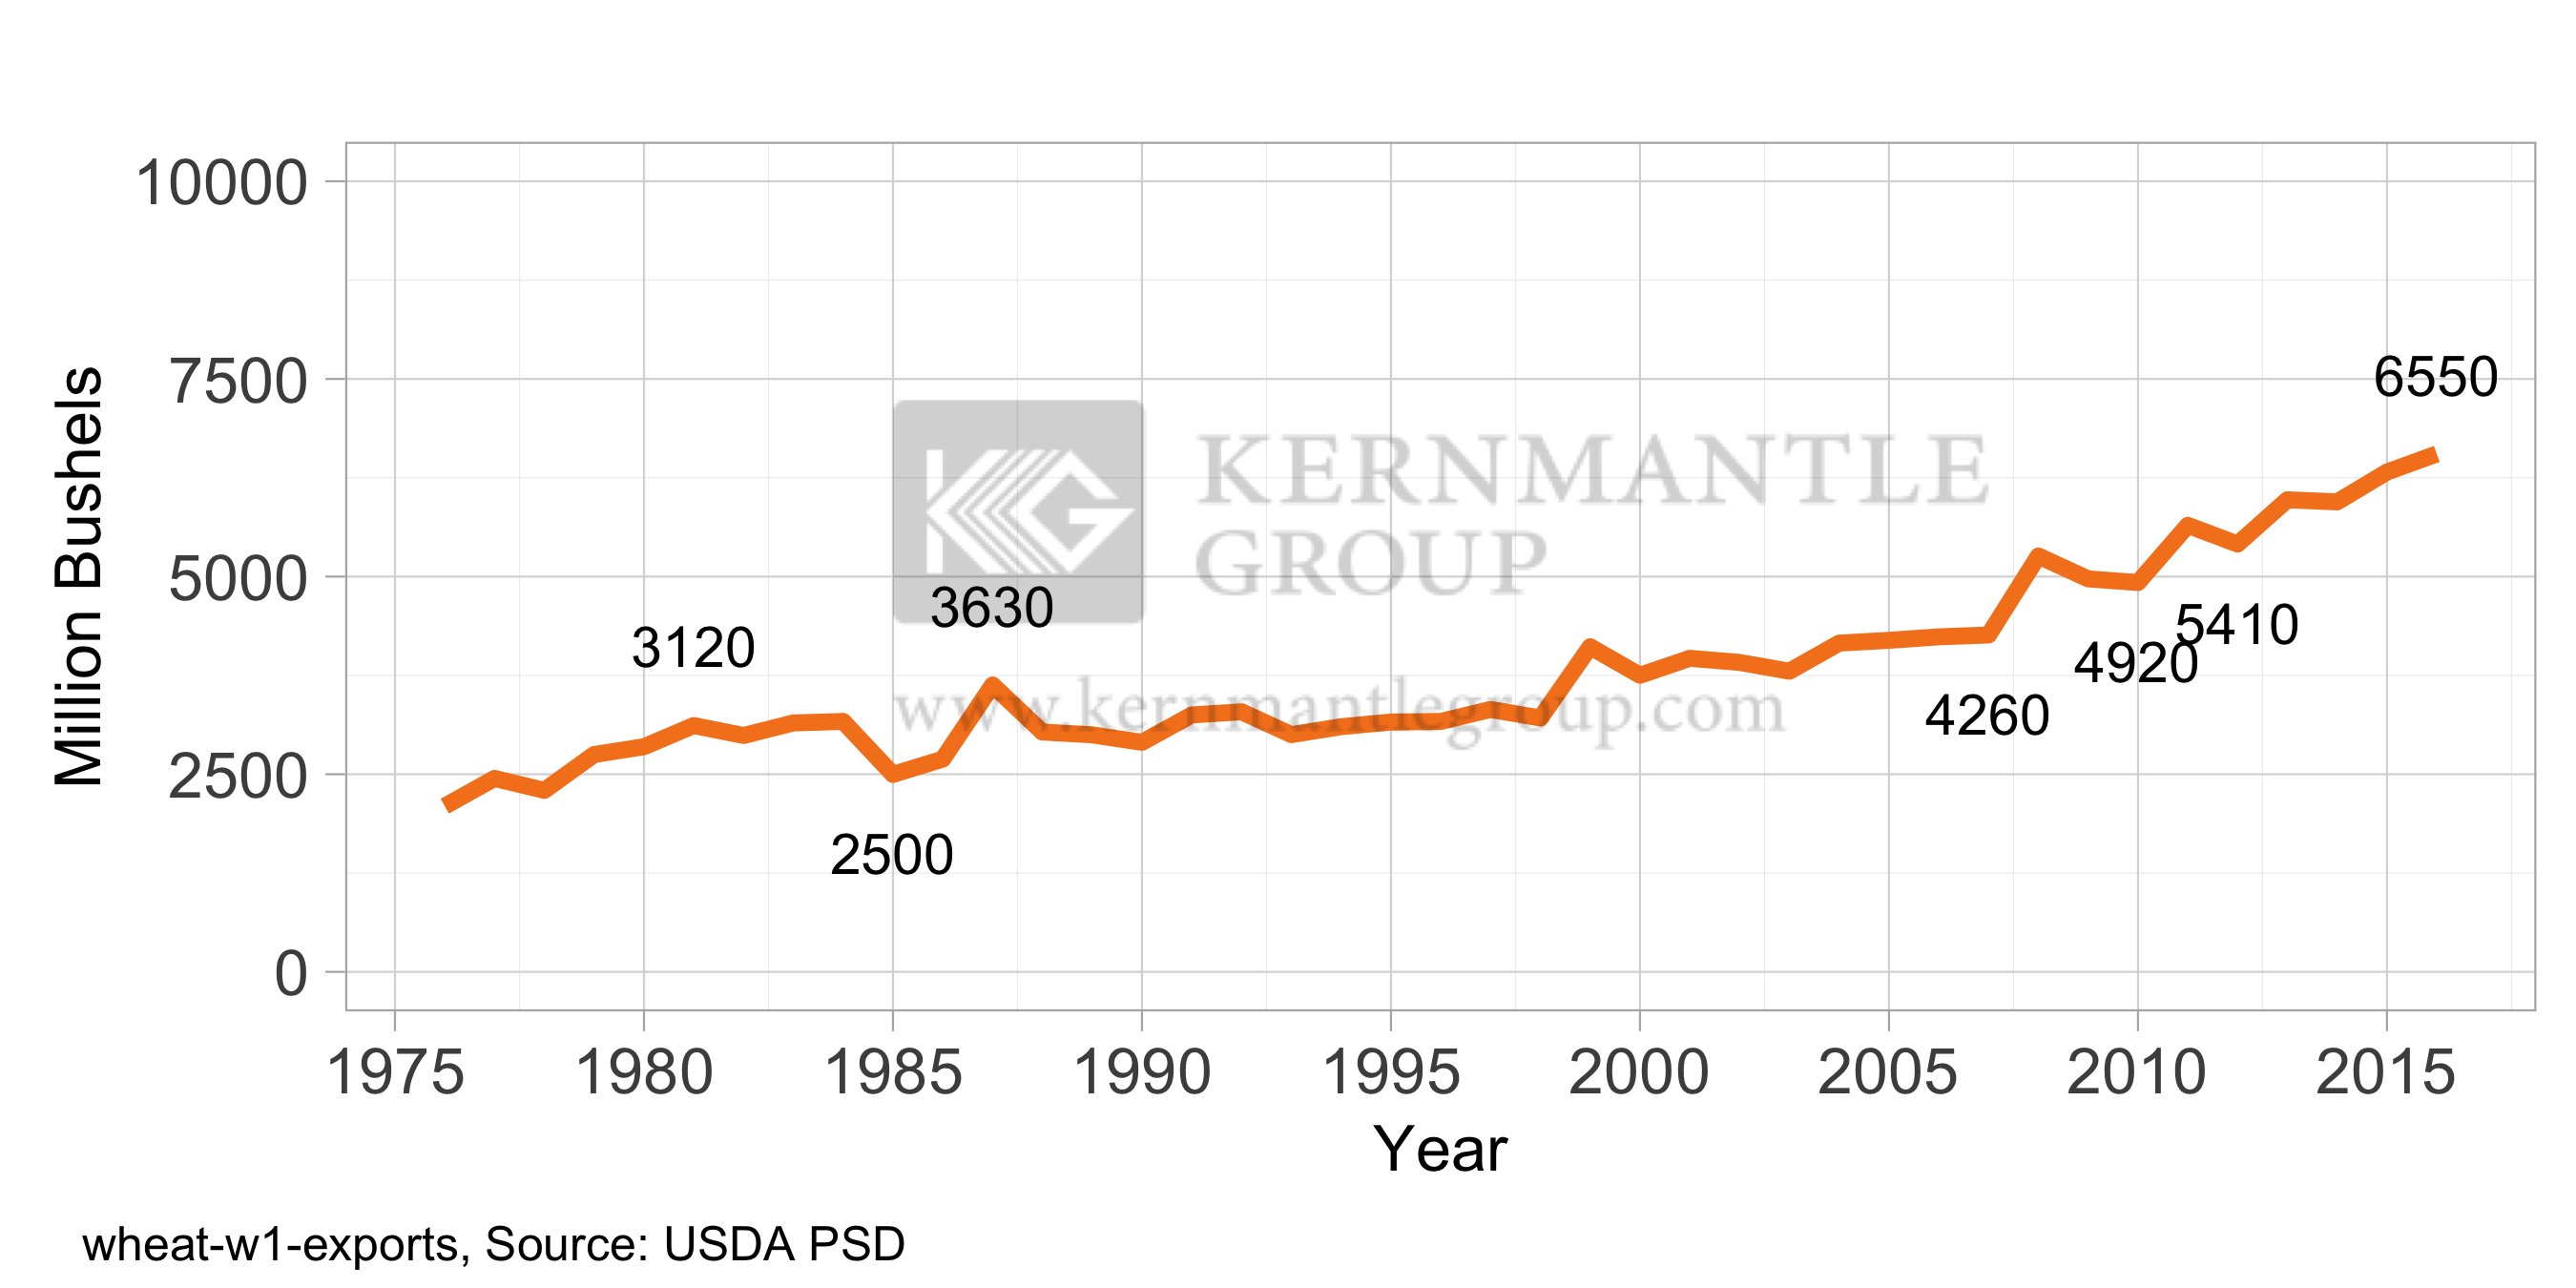 10000
7500
5000
2500
0
Million Bushels
6550
KERNMANTLE
GROUP
3630
3120
5410
4920
www.kernmantlegroup.com
4260
2500
1975 1980 1985 1990 1995 2000 2005 2010 2015
Year
wheat-w1-exports, Source: USDA PSD